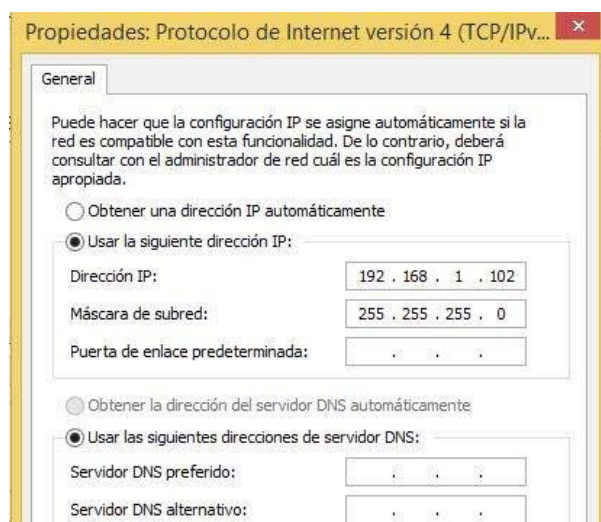 Propiedades: Protocolo de Internet versión 4 (TCP/IPv...
General
Puede hacer que la configuración IP se asigne automáticamente si la
red es compatible con esta funcionalidad. De lo contrario, deberá
consultar con el administrador de red cuál es la configuración IP
apropiada.
Obtener una dirección IP automáticamente
Usar la siguiente dirección IP:
Dirección IP: 192 . 168 . 1 . 102
Máscara de subred: 255 . 255 . 255 . 0
Puerta de enlace predeterminada: . . .
Obtener la dirección del servidor DNS automáticamente
Usar las siguientes direcciones de servidor DNS:
Servidor DNS preferido: . . .
Servidor DNS alternativo: . . .